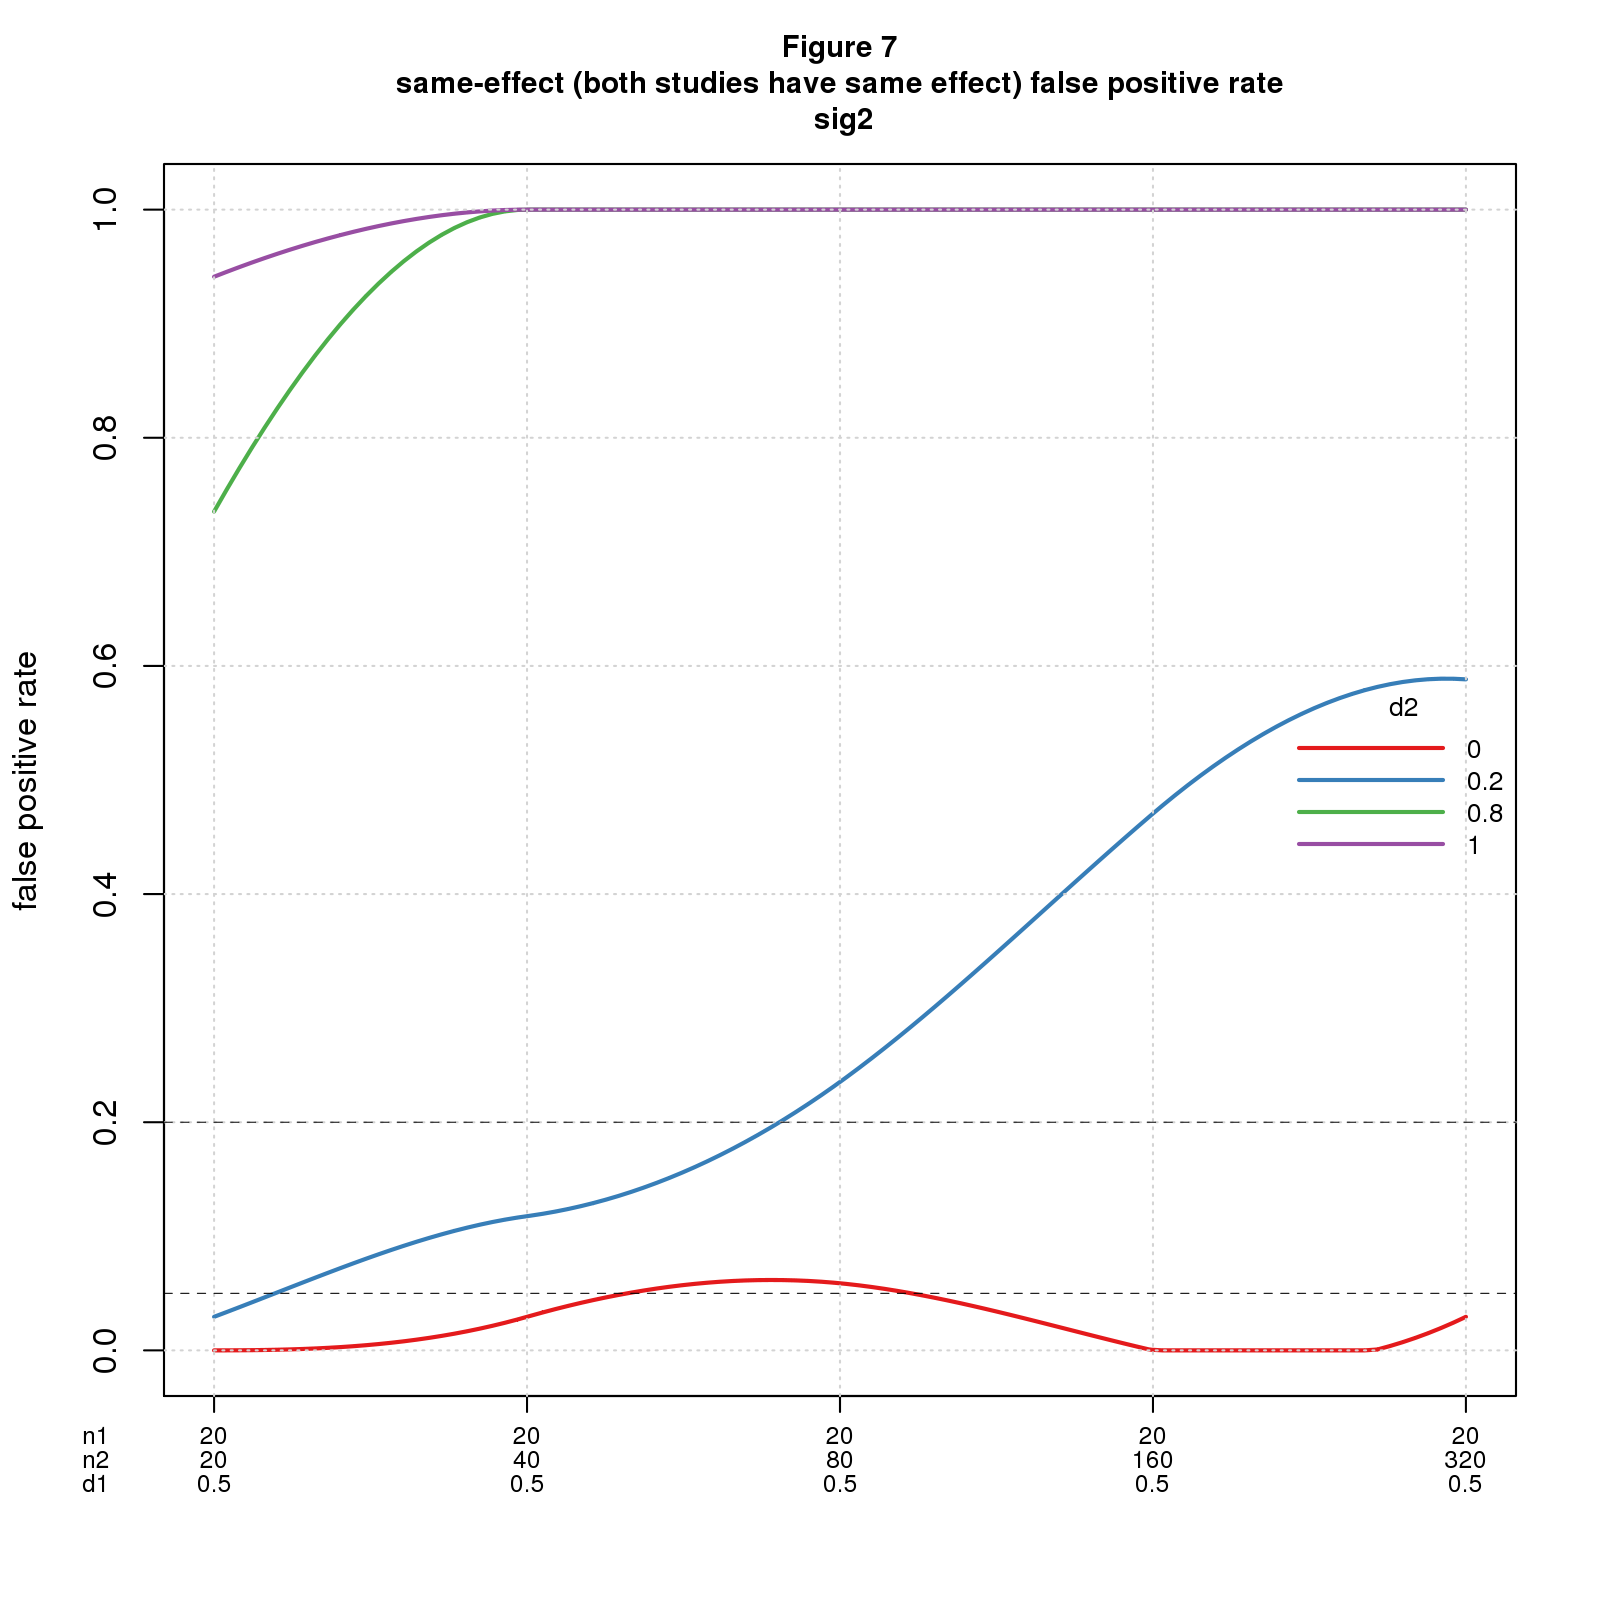 Figure 7
same-effect (both studies have same effect) false positive rate
sig2
false positive rate
1.0
0.8
0.6
0.4
0.2
0.0
d2
0
0.2
0.8
1
n1 20 20 20 20 20
n2 20 40 80 160 320
d1 0.5 0.5 0.5 0.5 0.5